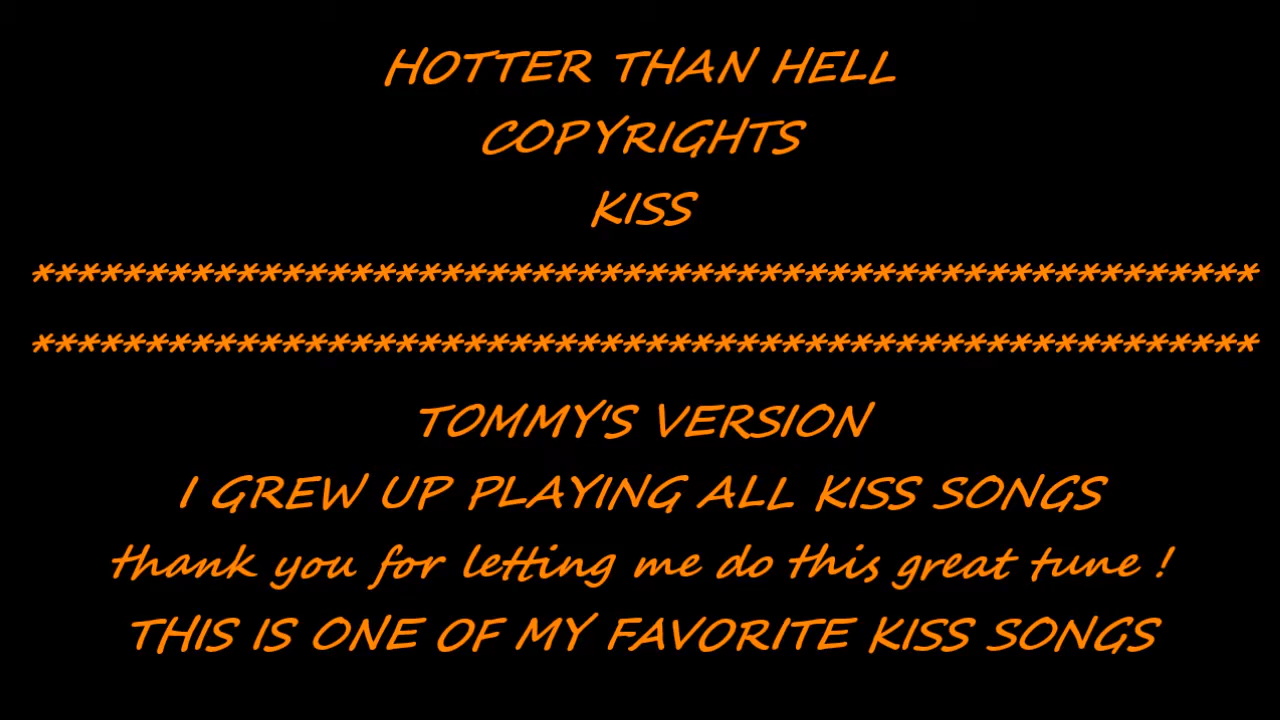 HOTTER THAN HELL
COPYRIGHTS
KISS
******************************************************
******************************************************
TOMMY'S VERSION
I GREW UP PLAYING ALL KISS SONGS
thank you for letting me do this great tune !
THIS IS ONE OF MY FAVORITE KISS SONGS